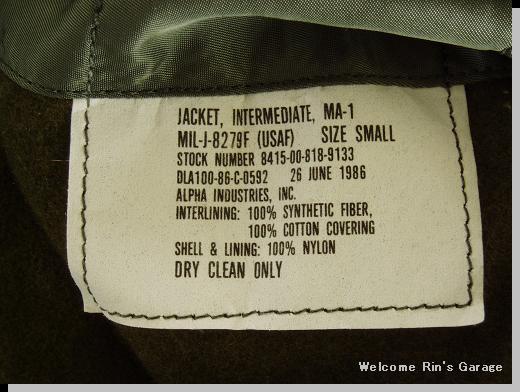 JACKET, INTERMEDIATE, MA-1
MIL-J-8279F (USAF) SIZE SMALL
STOCK NUMBER 8415-00-818-9133
DLA100-86-C-0592 26 JUNE 1986
ALPHA INDUSTRIES, INC.
INTERLINING: 100% SYNTHETIC FIBER,
100% COTTON COVERING
SHELL & LINING: 100% NYLON
DRY CLEAN ONLY
Welcome Rin's Garage